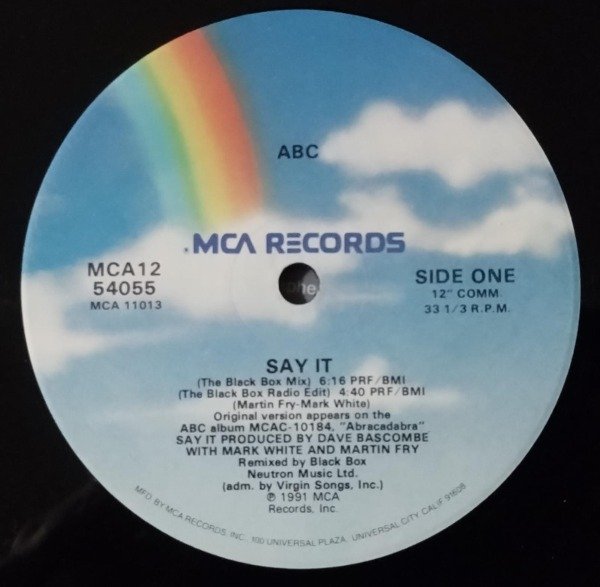 ABC
MCA RECORDS
MCA12
54055
MCA 11013
SIDE ONE
12" COMM.
33 1/3 R.P.M.
SAY IT
(The Black Box Mix) 6:16 PRF/BMI
(The Black Box Radio Edit) 4:40 PRF/BMI
(Martin Fry-Mark White)
Original version appears on the
ABC album MCAC-10184, "Abracadabra"
SAY IT PRODUCED BY DAVE BASCOMBE
WITH MARK WHITE AND MARTIN FRY
Remixed by Black Box
Neutron Music Ltd.
(adm. by Virgin Songs, Inc.)
℗ 1991 MCA
Records, Inc.
MFD. BY MCA RECORDS, INC., 100 UNIVERSAL PLAZA, UNIVERSAL CITY, CALIF. 91608